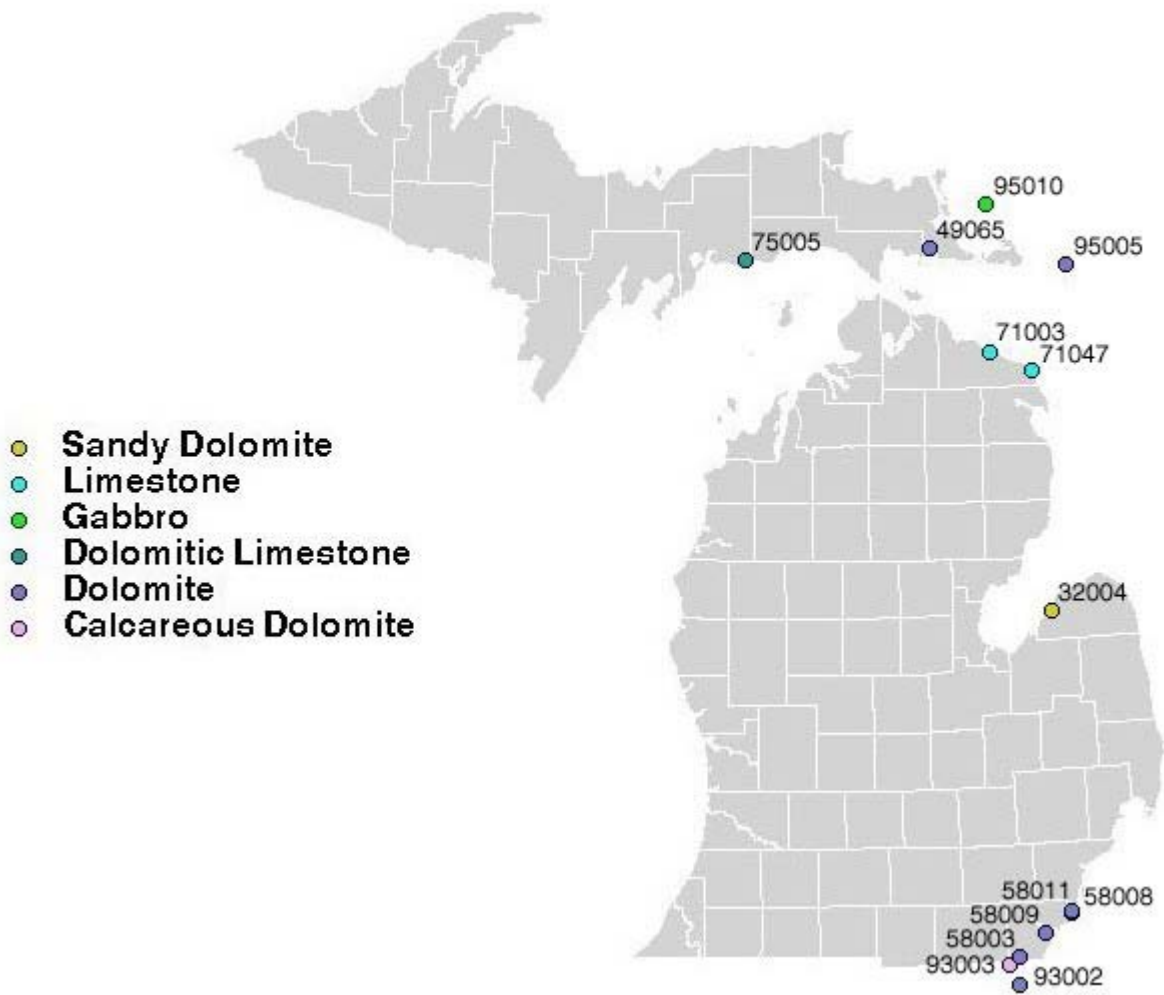 95010
49065
75005
95005
71003
71047
Sandy Dolomite
Limestone
Gabbro
Dolomitic Limestone
Dolomite
Calcareous Dolomite
32004
58011
58008
58009
58003
93003
93002